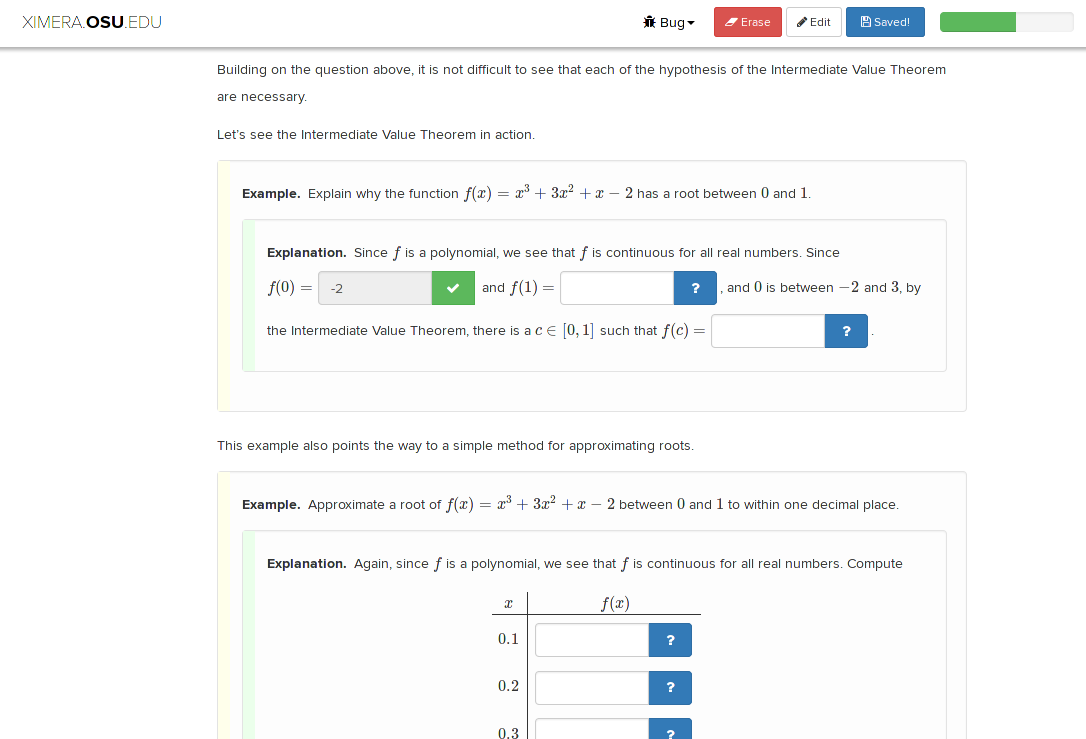 XIMERA.OSU.EDU Bug Erase Edit Saved!
Building on the question above, it is not difficult to see that each of the hypothesis of the Intermediate Value Theorem
are necessary.
Let's see the Intermediate Value Theorem in action.
Example. Explain why the function f(x) = x³ + 3x² + x − 2 has a root between 0 and 1.
Explanation. Since f is a polynomial, we see that f is continuous for all real numbers. Since
f(0) = -2 and f(1) = ? , and 0 is between −2 and 3, by
the Intermediate Value Theorem, there is a c ∈ [0, 1] such that f(c) = ? .
This example also points the way to a simple method for approximating roots.
Example. Approximate a root of f(x) = x³ + 3x² + x − 2 between 0 and 1 to within one decimal place.
Explanation. Again, since f is a polynomial, we see that f is continuous for all real numbers. Compute
x f(x)
0.1 ?
0.2 ?
0.3 ?